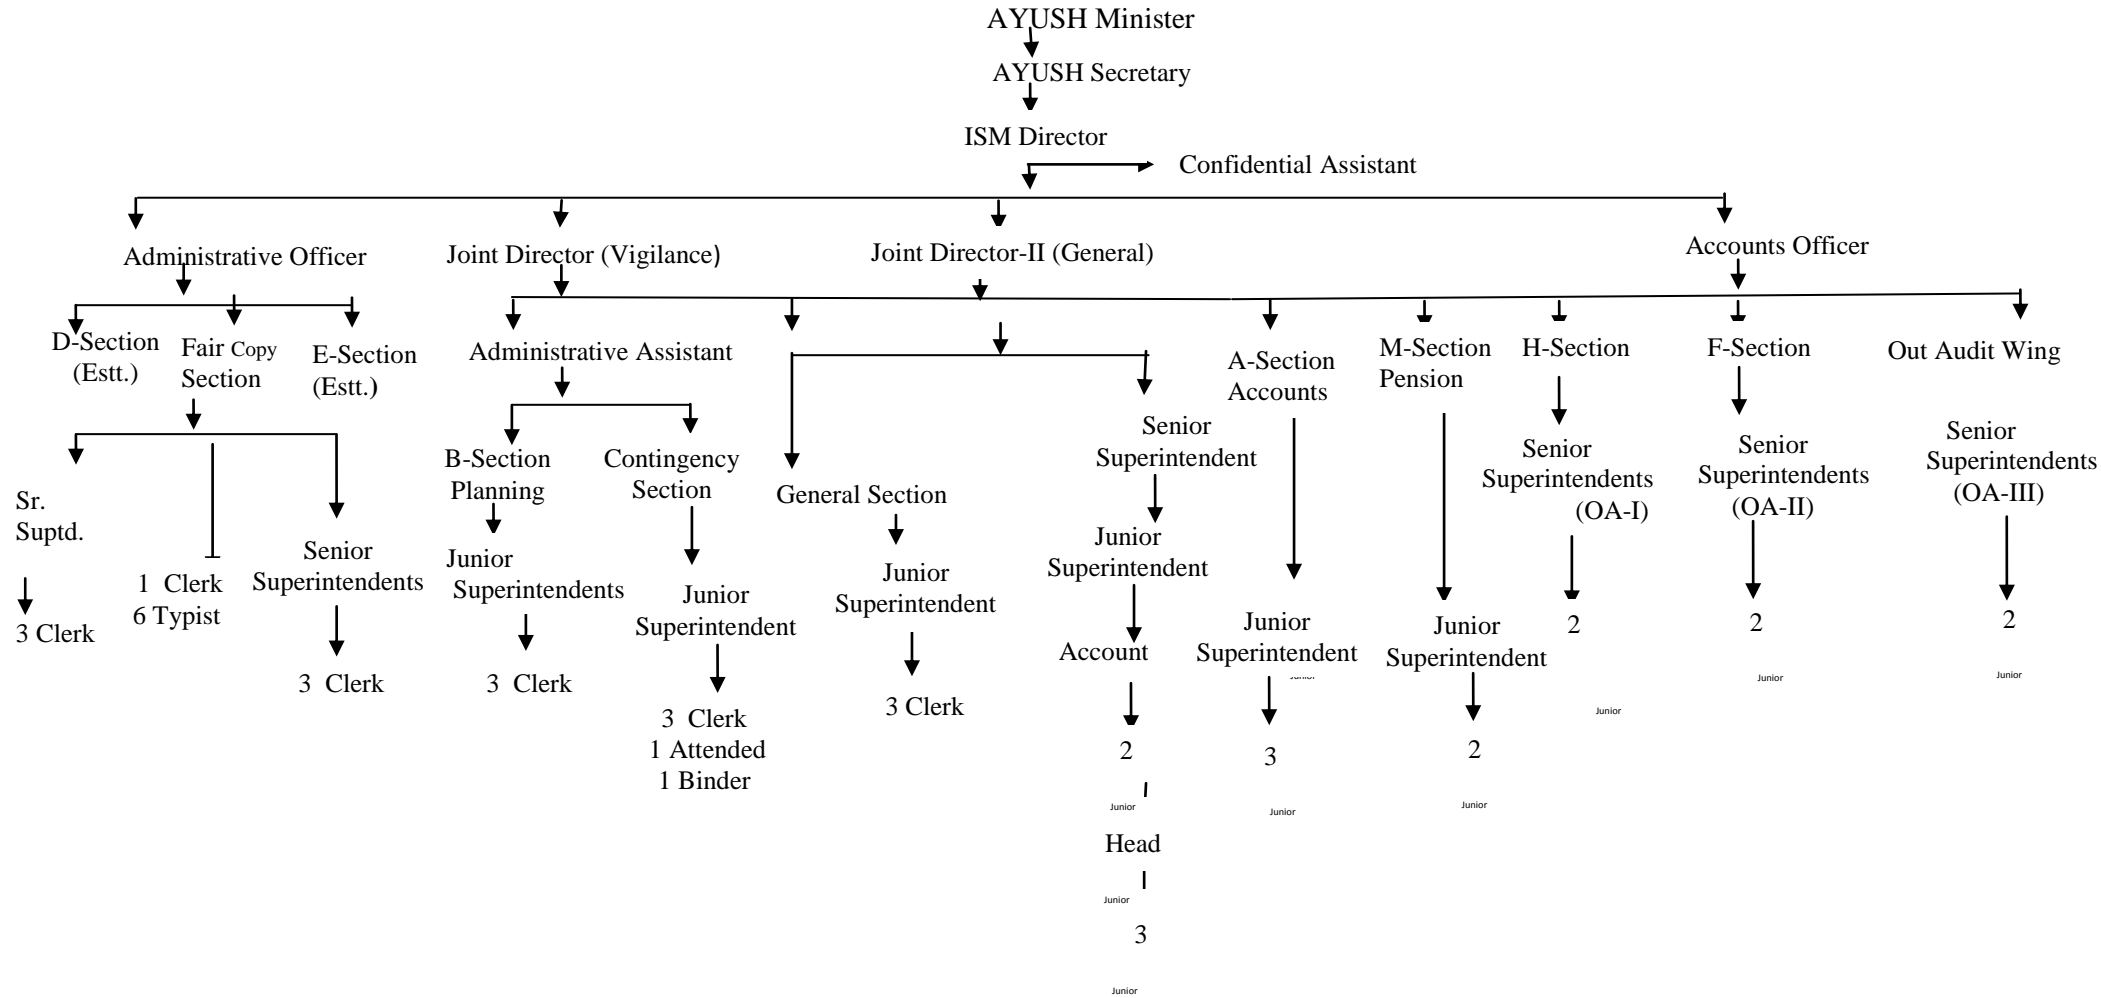 AYUSH Minister
AYUSH Secretary
ISM Director
Confidential Assistant
Administrative Officer
Joint Director (Vigilance)
Joint Director-II (General)
Accounts Officer
D-Section
(Estt.)
Fair Copy
Section
E-Section
(Estt.)
Administrative Assistant
A-Section
Accounts
M-Section
Pension
H-Section
F-Section
Out Audit Wing
B-Section
Planning
Contingency
Section
General Section
Senior
Superintendent
Senior
Superintendents
(OA-I)
Senior
Superintendents
(OA-II)
Senior
Superintendents
(OA-III)
Sr.
Suptd.
1 Clerk
6 Typist
Senior
Superintendents
Junior
Superintendents
Junior
Superintendent
Junior
Superintendent
Junior
Superintendent
Junior
Superintendent
Junior
Superintendent
2
2
2
3 Clerk
3 Clerk
3 Clerk
3 Clerk
1 Attended
1 Binder
3 Clerk
Account
Junior
Junior
Junior
2
3
2
Junior
Junior
Junior
Head
Junior
3
Junior